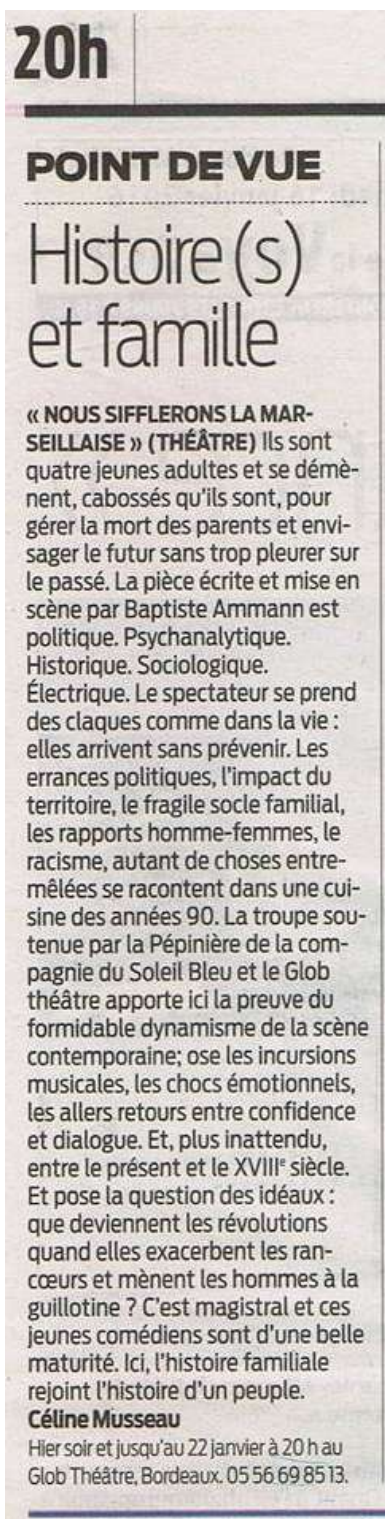 20h
POINT DE VUE
Histoire(s)
et famille
« NOUS SIFFLERONS LA MAR-
SEILLAISE » (THÉÂTRE) Ils sont
quatre jeunes adultes et se démè-
nent, cabossés qu'ils sont, pour
gérer la mort des parents et envi-
sager le futur sans trop pleurer sur
le passé. La pièce écrite et mise en
scène par Baptiste Ammann est
politique. Psychanalytique.
Historique. Sociologique.
Électrique. Le spectateur se prend
des claques comme dans la vie :
elles arrivent sans prévenir. Les
errances politiques, l'impact du
territoire, le fragile socle familial,
les rapports homme-femmes, le
racisme, autant de choses entre-
mêlées se racontent dans une cui-
sine des années 90. La troupe sou-
tenue par la Pépinière de la com-
pagnie du Soleil Bleu et le Glob
théâtre apporte ici la preuve du
formidable dynamisme de la scène
contemporaine; ose les incursions
musicales, les chocs émotionnels,
les allers retours entre confidence
et dialogue. Et, plus inattendu,
entre le présent et le XVIIIe siècle.
Et pose la question des idéaux :
que deviennent les révolutions
quand elles exacerbent les ran-
cœurs et mènent les hommes à la
guillotine ? C'est magistral et ces
jeunes comédiens sont d'une belle
maturité. Ici, l'histoire familiale
rejoint l'histoire d'un peuple.
Céline Musseau
Hier soir et jusqu'au 22 janvier à 20 h au
Glob Théâtre, Bordeaux. 05 56 69 85 13.